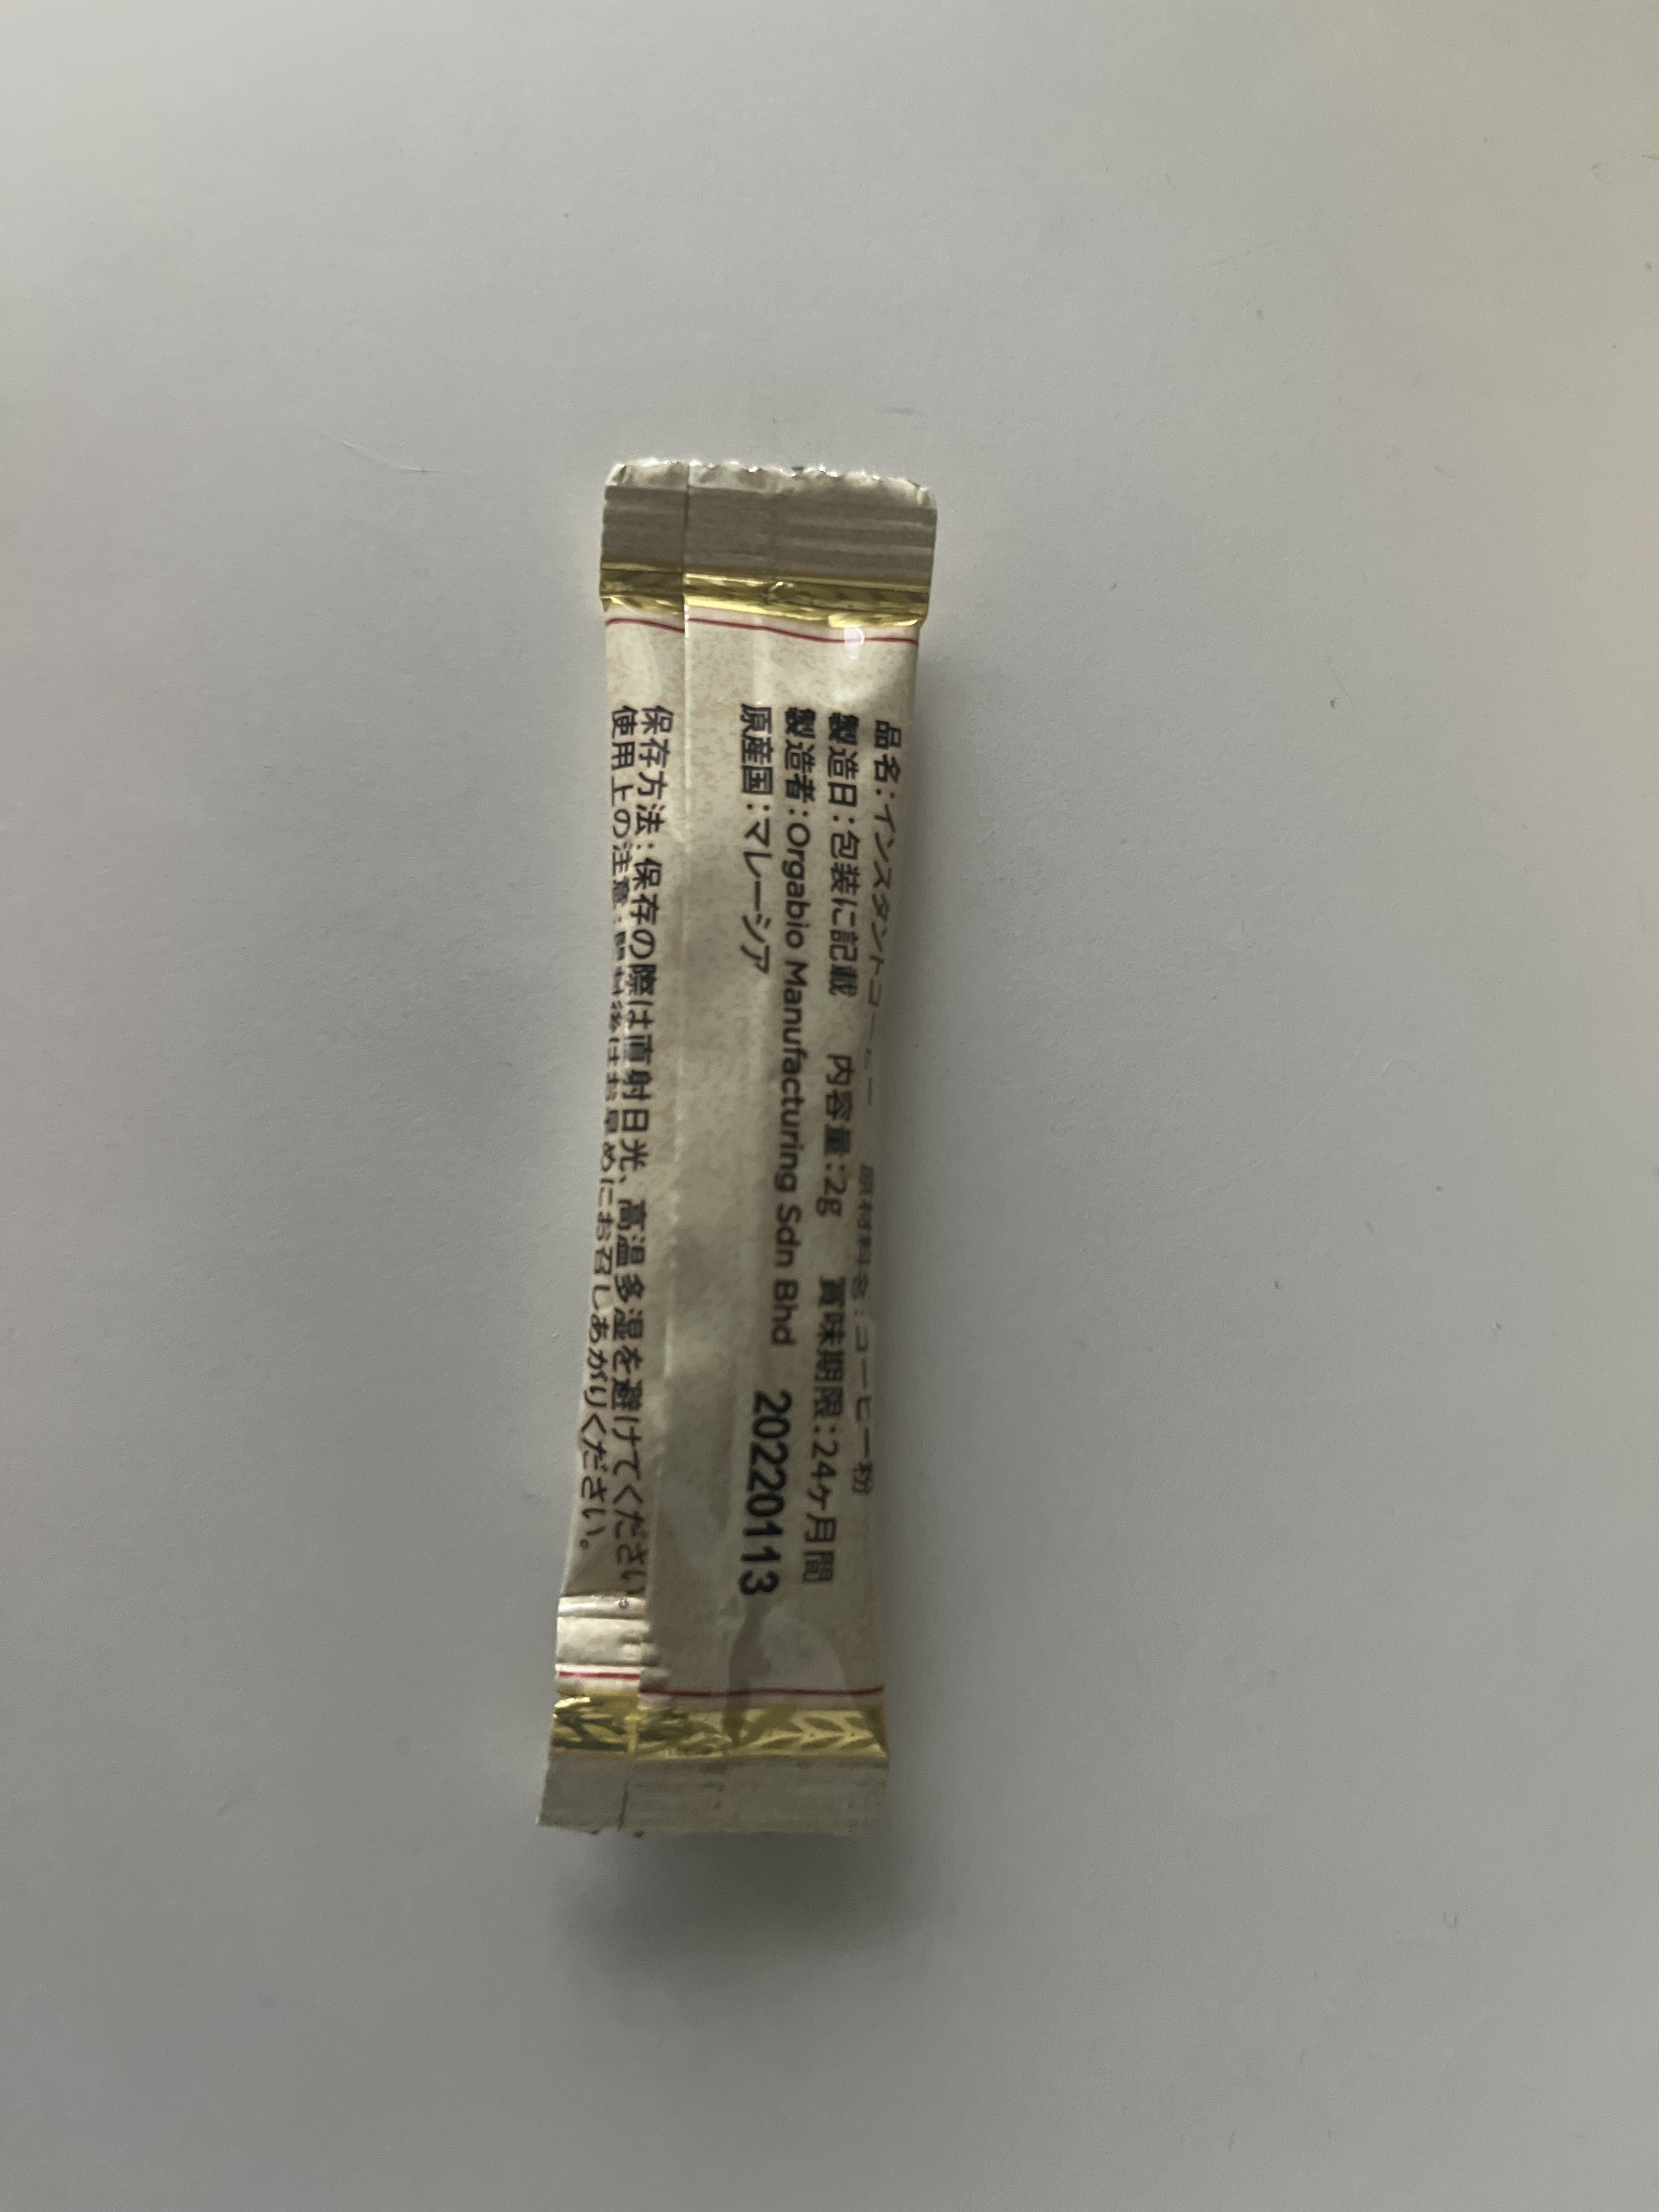 品名：インスタントコーヒー　原材料名：コーヒー粉
製造日：包装に記載　内容量：2g　賞味期限：24ヶ月間
製造者：Orgabio Manufacturing Sdn Bhd
原産国：マレーシア
20220113
保存方法：保存の際は直射日光、高温多湿を避けてください。
使用上の注意：開封後はお早めにお召しあがりください。